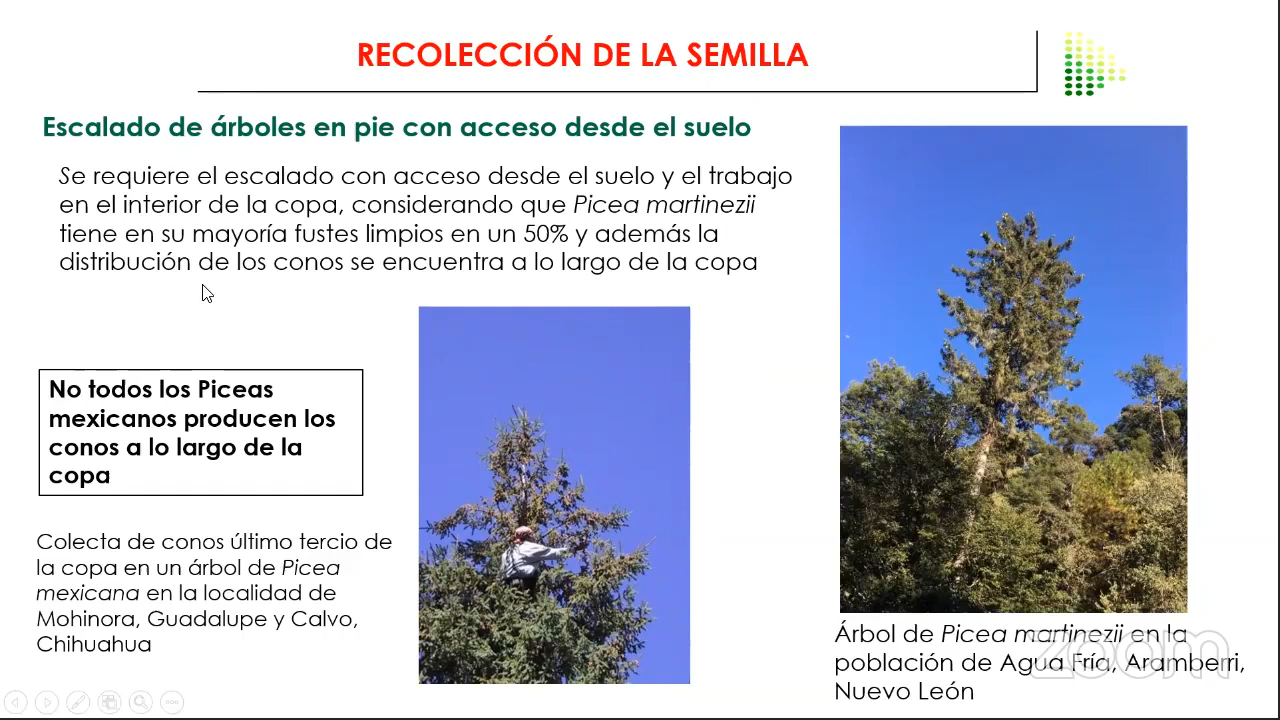 RECOLECCIÓN DE LA SEMILLA
Escalado de árboles en pie con acceso desde el suelo
Se requiere el escalado con acceso desde el suelo y el trabajo
en el interior de la copa, considerando que Picea martinezii
tiene en su mayoría fustes limpios en un 50% y además la
distribución de los conos se encuentra a lo largo de la copa
No todos los Piceas
mexicanos producen los
conos a lo largo de la
copa
Colecta de conos último tercio de
la copa en un árbol de Picea
mexicana en la localidad de
Mohinora, Guadalupe y Calvo,
Chihuahua
Árbol de Picea martinezii en la
población de Agua Fría, Aramberri,
Nuevo León
zoom